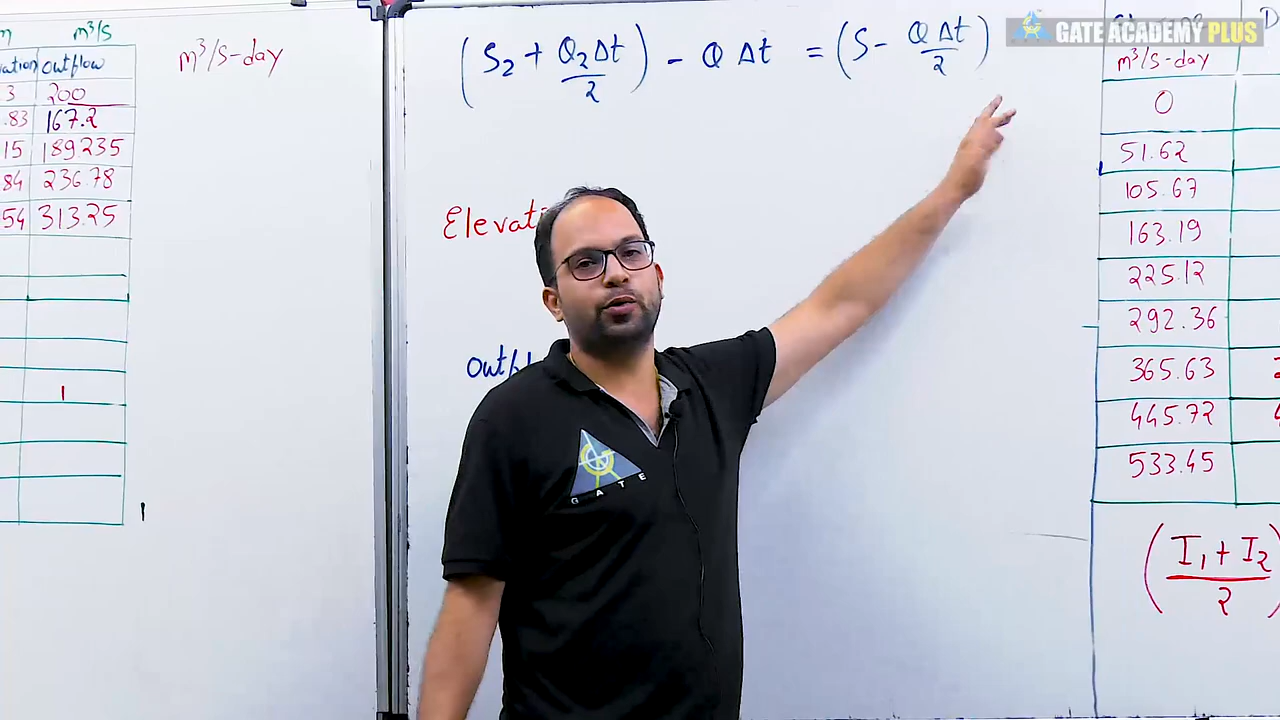 m³/s
vation outflow
3 200
.83 167.2
15 189.235
84 236.78
54 313.25
1
m³/s-day
(S₂ + Q₂Δt/2) - Q Δt = (S - QΔt/2)
Elevati
outfl
GATE
GATE ACADEMY PLUS
m³/s-day
0
51.62
105.67
163.19
225.12
292.36
365.63
445.72
533.45
(I₁ + I₂/2)